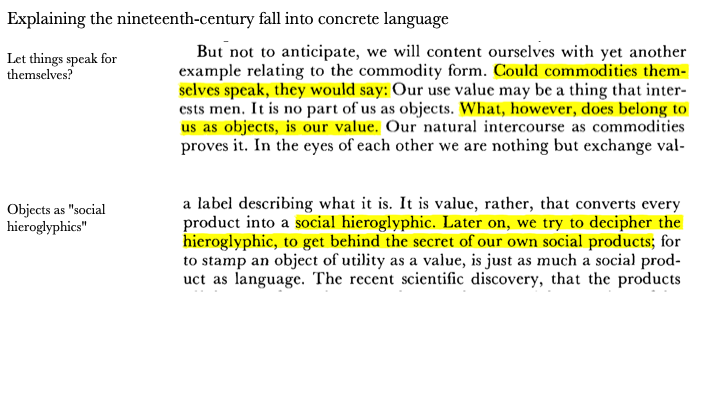 Explaining the nineteenth-century fall into concrete language
Let things speak for
themselves?
But not to anticipate, we will content ourselves with yet another
example relating to the commodity form. Could commodities them-
selves speak, they would say: Our use value may be a thing that inter-
ests men. It is no part of us as objects. What, however, does belong to
us as objects, is our value. Our natural intercourse as commodities
proves it. In the eyes of each other we are nothing but exchange val-
Objects as "social
hieroglyphics"
a label describing what it is. It is value, rather, that converts every
product into a social hieroglyphic. Later on, we try to decipher the
hieroglyphic, to get behind the secret of our own social products; for
to stamp an object of utility as a value, is just as much a social prod-
uct as language. The recent scientific discovery, that the products